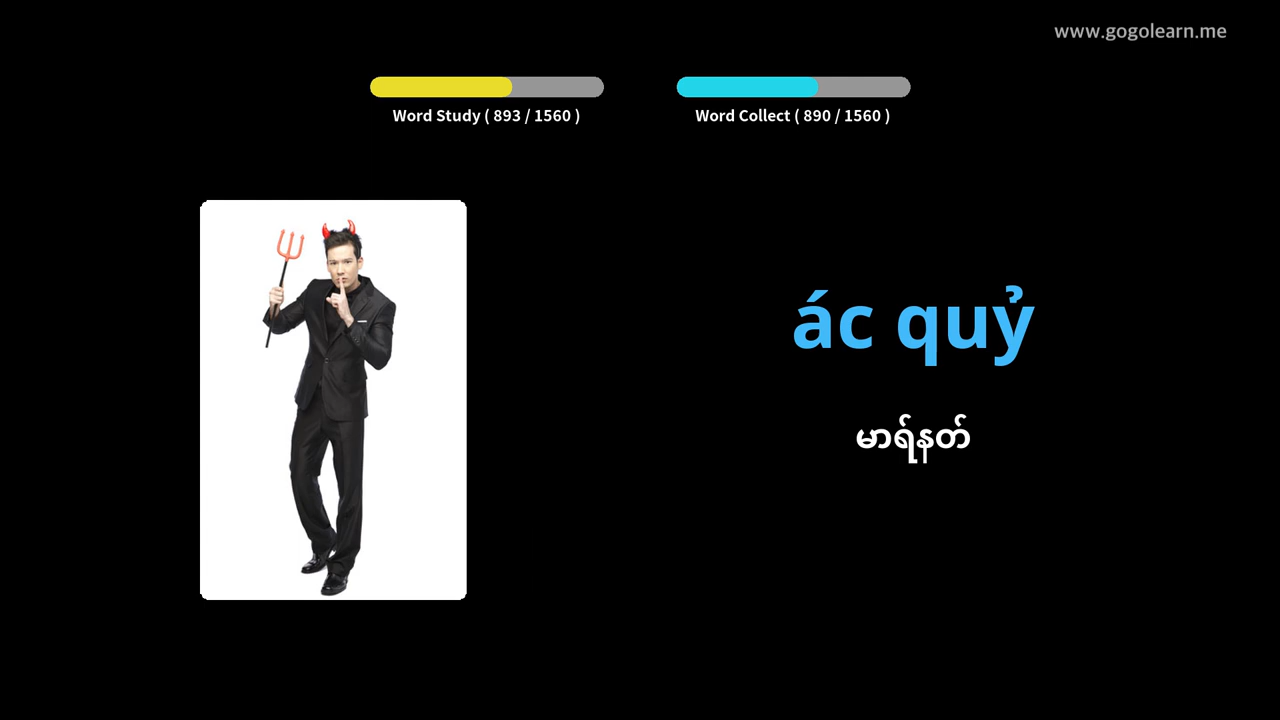 www.gogolearn.me
Word Study ( 893 / 1560 )
Word Collect ( 890 / 1560 )
ác quỷ
မာရ်နတ်